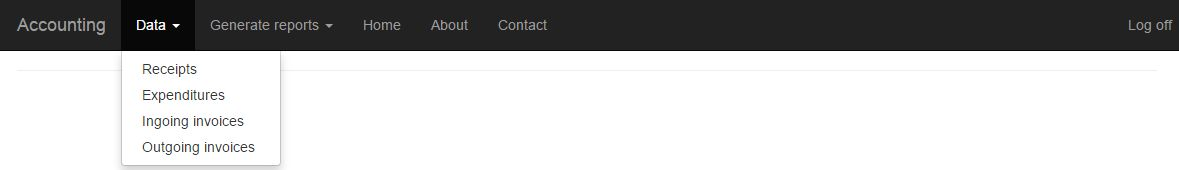 Accounting Data Generate reports Home About Contact Log off
Receipts
Expenditures
Ingoing invoices
Outgoing invoices